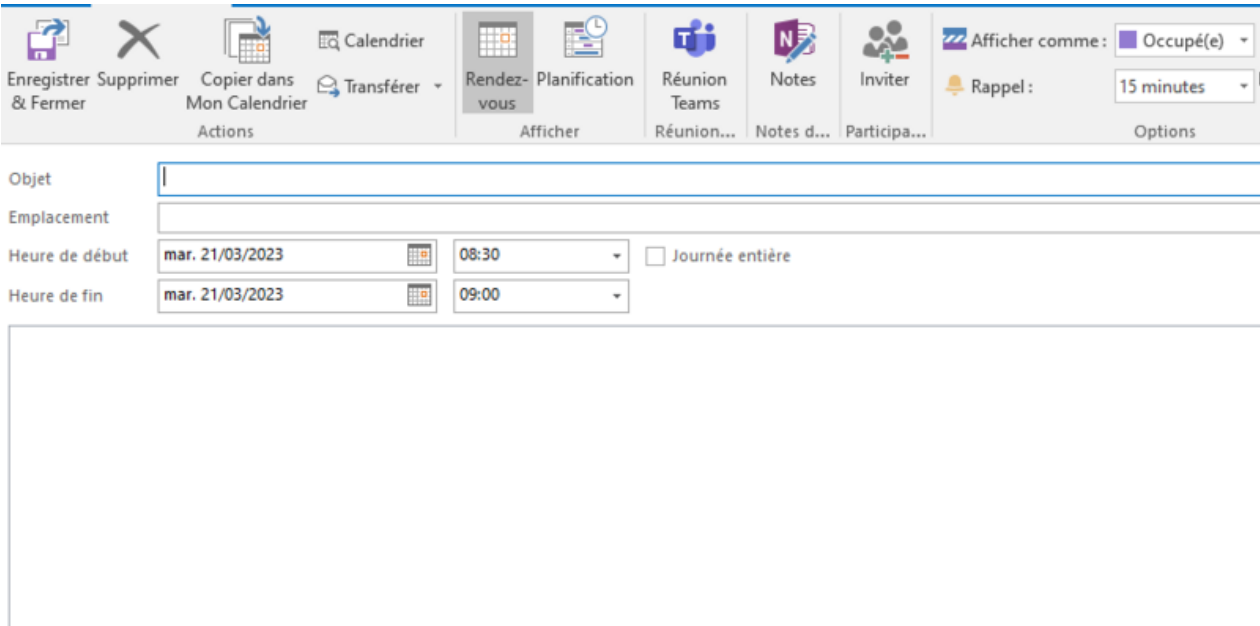 Enregistrer & Fermer
Supprimer
Copier dans Mon Calendrier
Calendrier
Transférer
Actions
Rendez-vous
Planification
Afficher
Réunion Teams
Réunion...
Notes
Notes d...
Inviter
Participa...
Afficher comme :
Occupé(e)
Rappel :
15 minutes
Options
Objet
Emplacement
Heure de début
mar. 21/03/2023
08:30
Journée entière
Heure de fin
mar. 21/03/2023
09:00